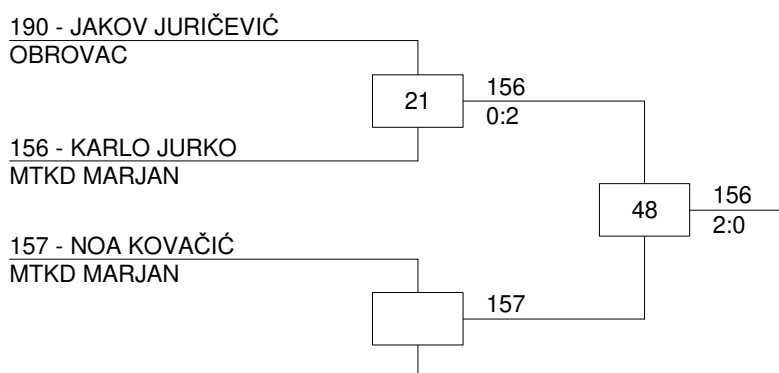 190 - JAKOV JURIČEVIĆ
OBROVAC
21
156
0:2
156 - KARLO JURKO
MTKD MARJAN
48
156
2:0
157 - NOA KOVAČIĆ
MTKD MARJAN
157